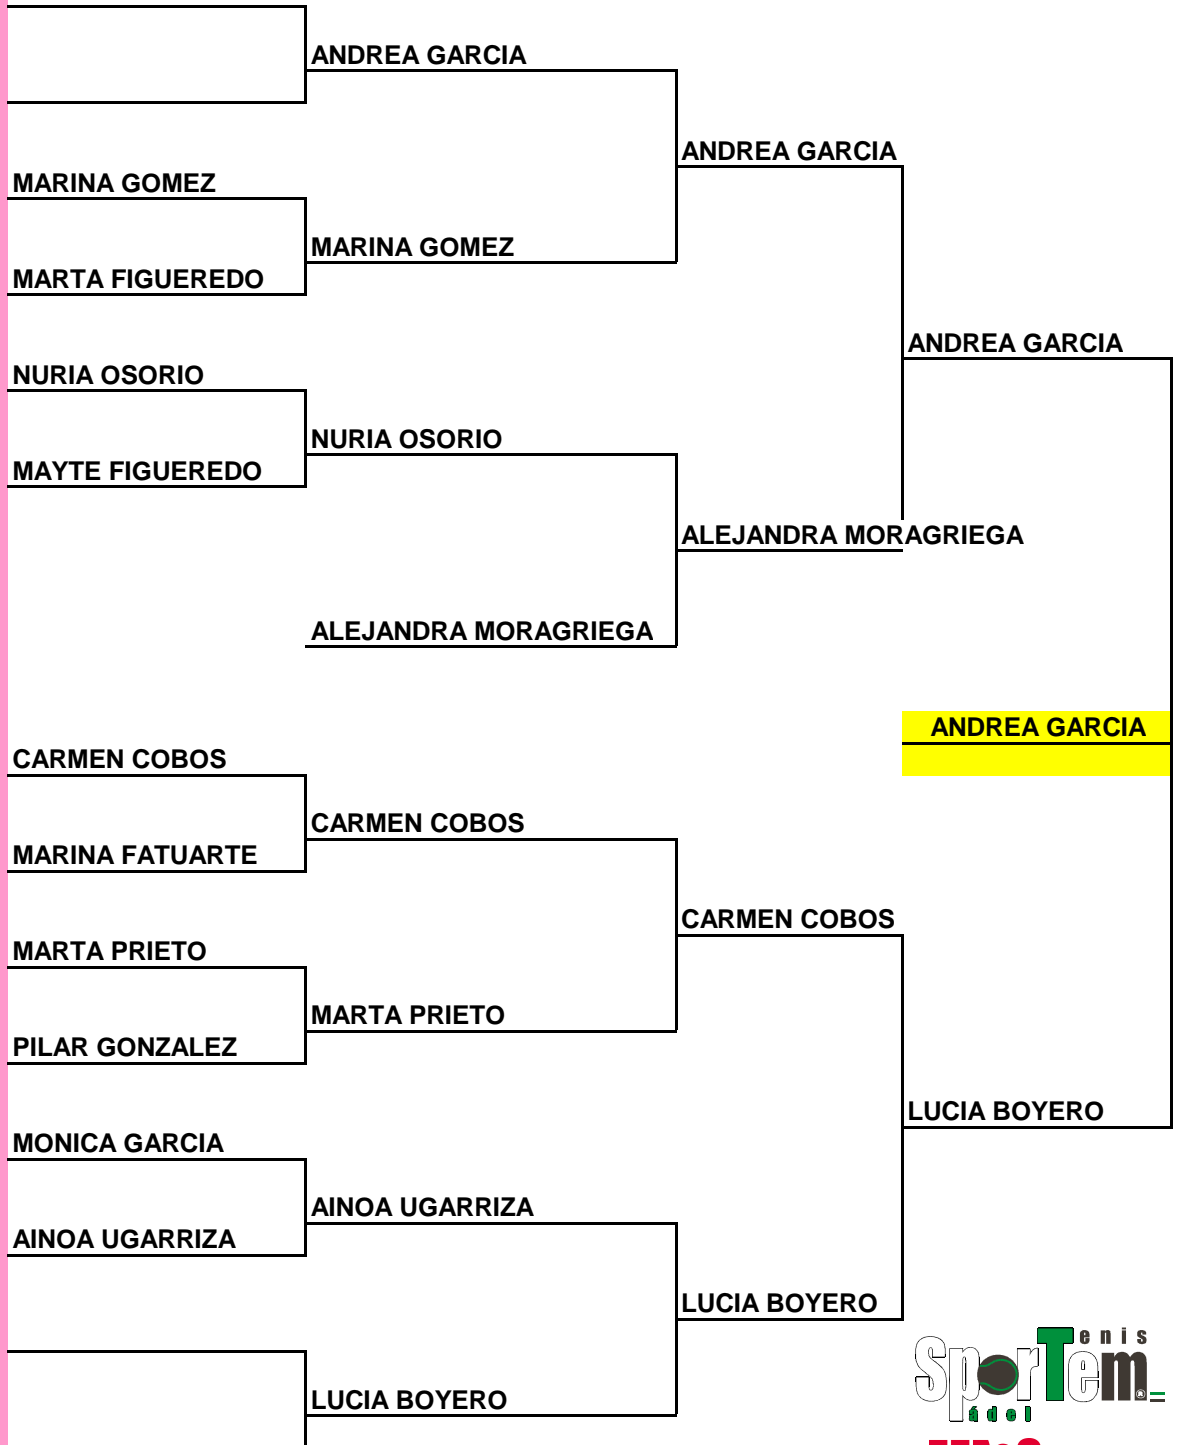 ANDREA GARCIA
ANDREA GARCIA
MARINA GOMEZ
MARINA GOMEZ
MARTA FIGUEREDO
ANDREA GARCIA
NURIA OSORIO
NURIA OSORIO
MAYTE FIGUEREDO
ALEJANDRA MORAGRIEGA
ALEJANDRA MORAGRIEGA
ANDREA GARCIA
CARMEN COBOS
CARMEN COBOS
MARINA FATUARTE
CARMEN COBOS
MARTA PRIETO
MARTA PRIETO
PILAR GONZALEZ
LUCIA BOYERO
MONICA GARCIA
AINOA UGARRIZA
AINOA UGARRIZA
LUCIA BOYERO
LUCIA BOYERO
Tenis
SporTem®
Pádel